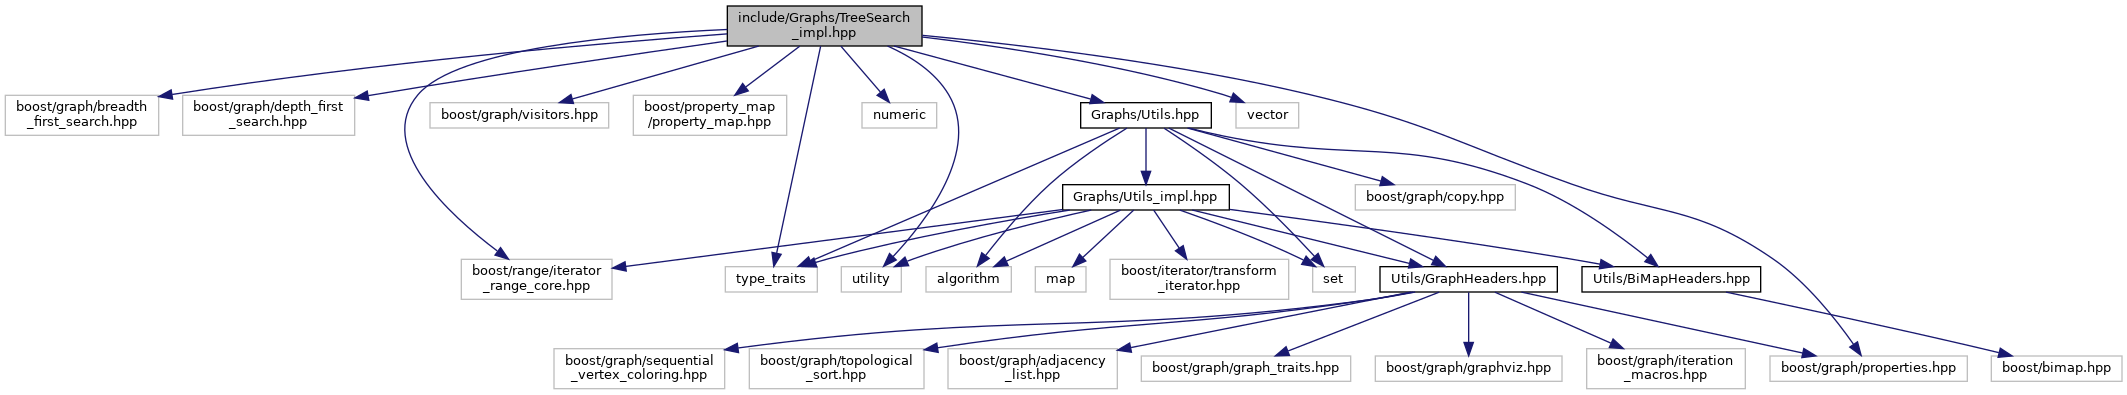 include/Graphs/TreeSearch
_impl.hpp
boost/graph/breadth
_first_search.hpp
boost/graph/depth_first
_search.hpp
boost/graph/visitors.hpp
boost/property_map
/property_map.hpp
numeric
Graphs/Utils.hpp
vector
Graphs/Utils_impl.hpp
boost/graph/copy.hpp
boost/range/iterator
_range_core.hpp
type_traits
utility
algorithm
map
boost/iterator/transform
_iterator.hpp
set
Utils/GraphHeaders.hpp
Utils/BiMapHeaders.hpp
boost/graph/sequential
_vertex_coloring.hpp
boost/graph/topological
_sort.hpp
boost/graph/adjacency
_list.hpp
boost/graph/graph_traits.hpp
boost/graph/graphviz.hpp
boost/graph/iteration
_macros.hpp
boost/graph/properties.hpp
boost/bimap.hpp